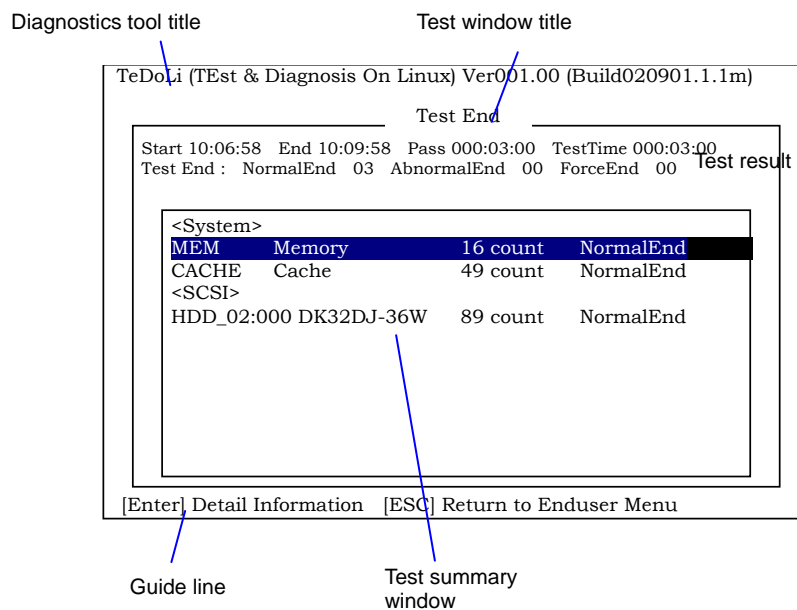 Diagnostics tool title
Test window title
TeDoLi (TEst & Diagnosis On Linux) Ver001.00 (Build020901.1.1m)
Test End
Start 10:06:58 End 10:09:58 Pass 000:03:00 TestTime 000:03:00
Test End : NormalEnd 03 AbnormalEnd 00 ForceEnd 00
Test result
<System>
MEM Memory 16 count NormalEnd
CACHE Cache 49 count NormalEnd
<SCSI>
HDD_02:000 DK32DJ-36W 89 count NormalEnd
[Enter] Detail Information [ESC] Return to Enduser Menu
Guide line
Test summary
window